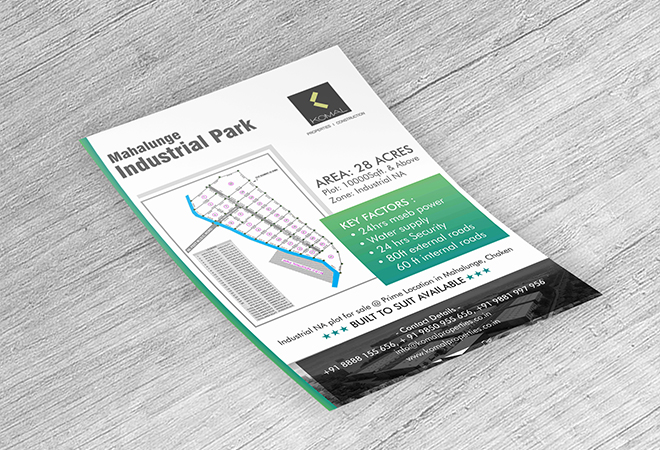 KOMAL
PROPERTIES | CONSTRUCTION
Mahalunge
Industrial Park
AREA: 28 ACRES
Plot: 10000Sqft. & Above
Zone: Industrial NA
KEY FACTORS :
• 24hrs mseb power
• Water supply
• 24 hrs Security
• 80ft external roads
60 ft internal roads
Industrial NA plot for sale @ Prime Location in Mahalunge, Chaken
★★★ BUILT TO SUIT AVAILABLE ★★★
- Contact Details -
+91 8888 155 656, + 91 9850 955 656, +91 9881 997 956
info@komalproperties.co.in
www.komalproperties.co.in